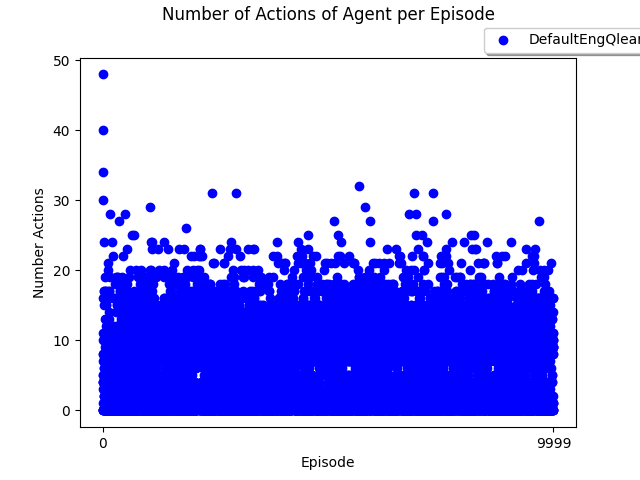 Number of Actions of Agent per Episode
DefaultEngQlear
50
40
30
20
10
0
Number Actions
0 9999
Episode